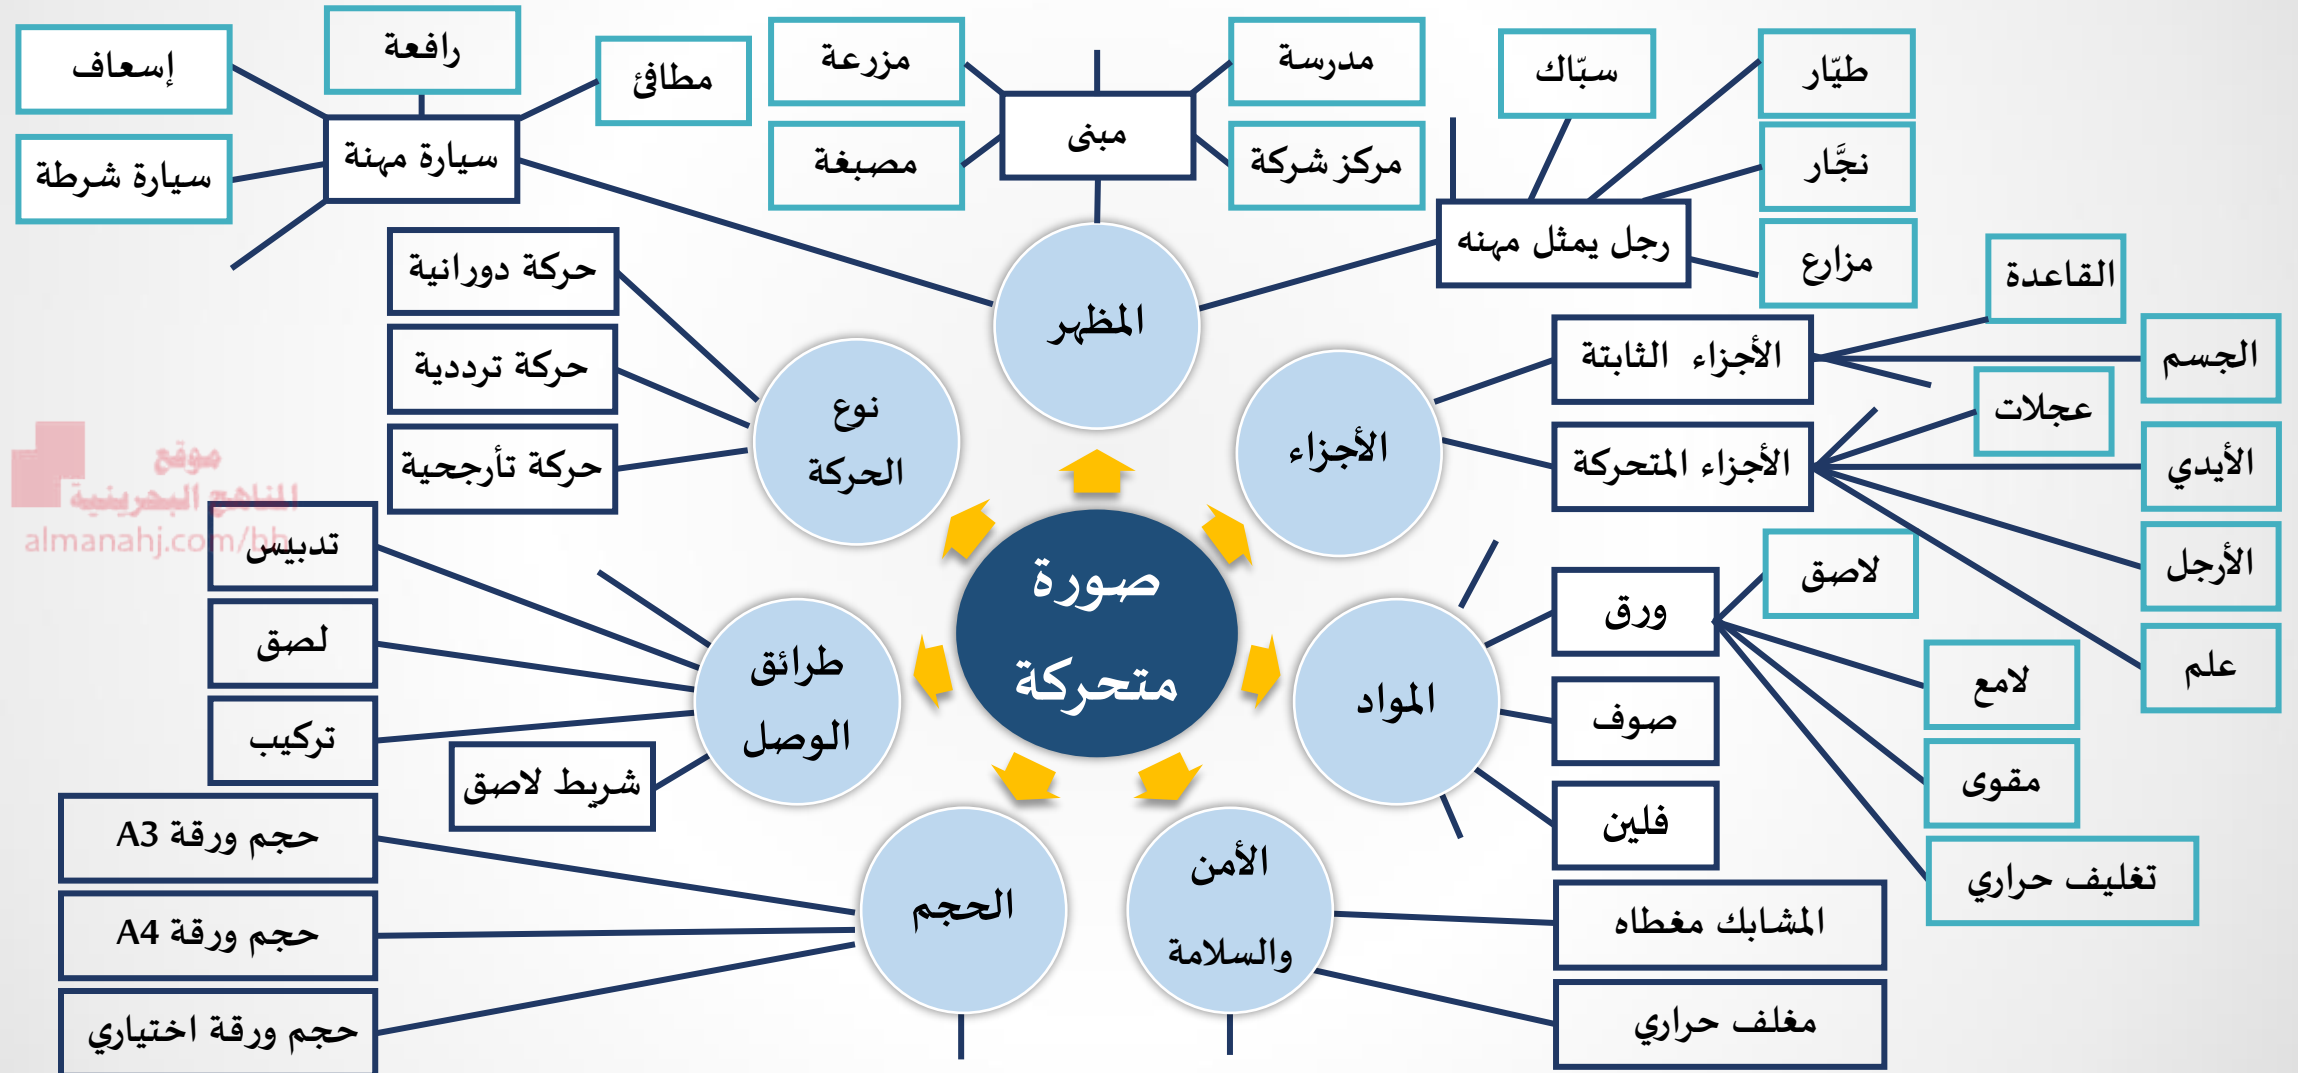 طيّار
سبّاك
نجَّار
مزارع
رجل يمثل مهنه
مدرسة
مزرعة
مبنى
مركز شركة
مصبغة
مطافئ
رافعة
إسعاف
سيارة مهنة
سيارة شرطة
المظهر
القاعدة
الجسم
الأجزاء الثابتة
عجلات
الأجزاء المتحركة
الأيدي
الأرجل
علم
الأجزاء
نوع
الحركة
حركة دورانية
حركة ترددية
حركة تأرجحية
موقع
المناهج البحرينية
almanahj.com/bh
صورة
متحركة
المواد
ورق
لاصق
لامع
مقوى
تغليف حراري
صوف
فلين
طرائق
الوصل
تدبيس
لصق
تركيب
شريط لاصق
الأمن
والسلامة
المشابك مغطاه
مغلف حراري
الحجم
حجم ورقة A3
حجم ورقة A4
حجم ورقة اختياري